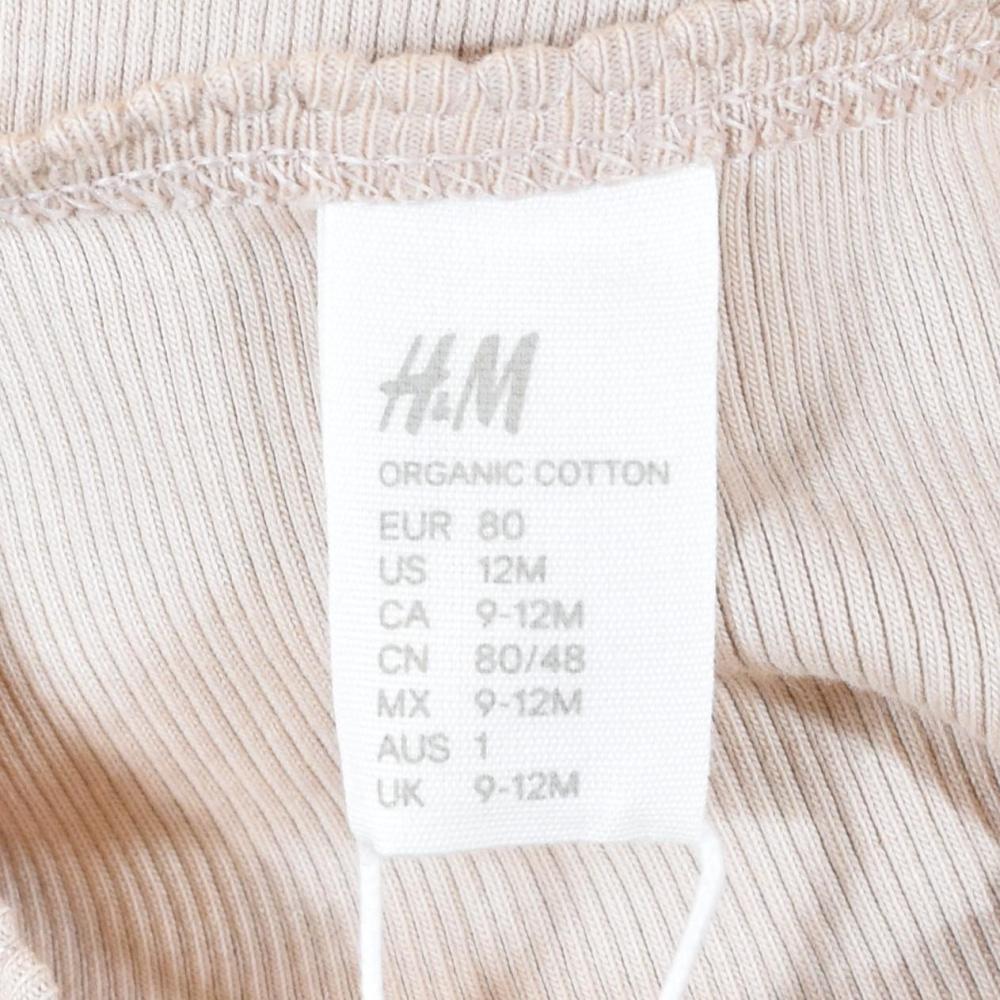 H&M
ORGANIC COTTON
EUR 80
US 12M
CA 9-12M
CN 80/48
MX 9-12M
AUS 1
UK 9-12M